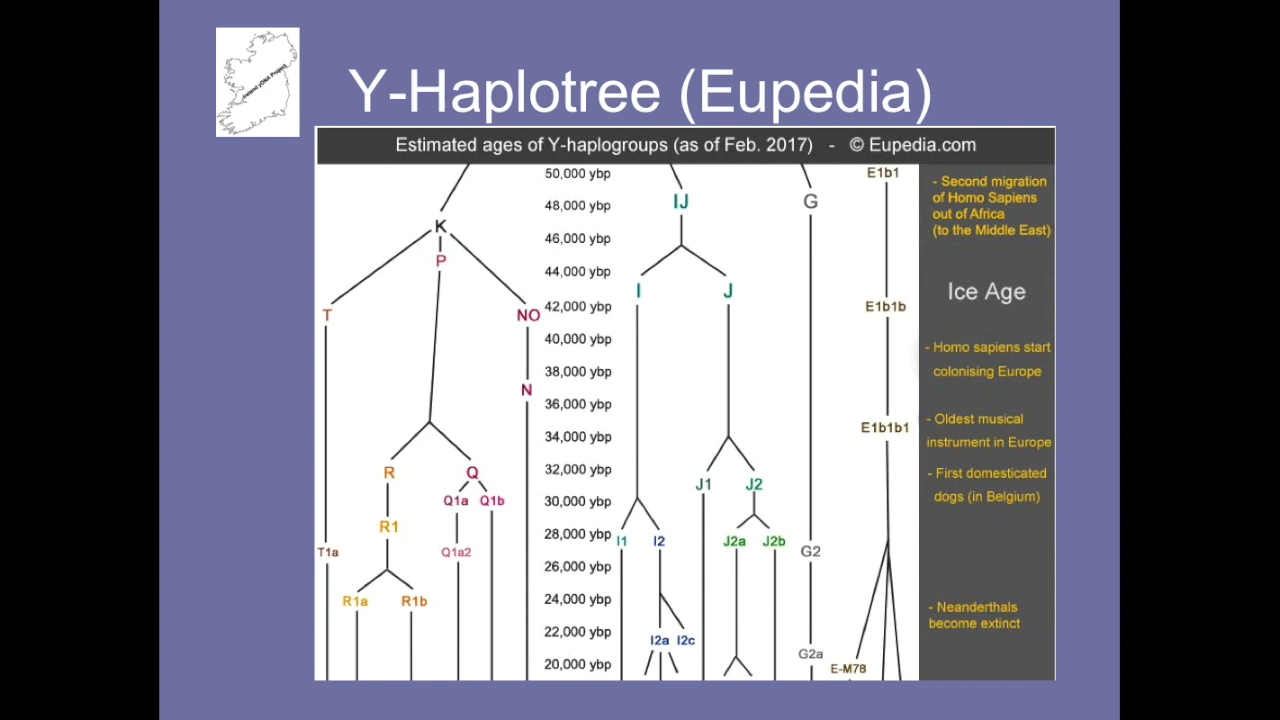 Ireland yDNA Project
Y-Haplotree (Eupedia)
Estimated ages of Y-haplogroups (as of Feb. 2017) - © Eupedia.com
50,000 ybp
48,000 ybp
46,000 ybp
44,000 ybp
42,000 ybp
40,000 ybp
38,000 ybp
36,000 ybp
34,000 ybp
32,000 ybp
30,000 ybp
28,000 ybp
26,000 ybp
24,000 ybp
22,000 ybp
20,000 ybp
K
P
T
NO
N
R
Q
Q1a
Q1b
R1
T1a
Q1a2
R1a
R1b
IJ
I
J
J1
J2
I1
I2
J2a
J2b
I2a
I2c
G
G2
G2a
E1b1
E1b1b
E1b1b1
E-M78
- Second migration
of Homo Sapiens
out of Africa
(to the Middle East)
Ice Age
- Homo sapiens start
colonising Europe
- Oldest musical
instrument in Europe
- First domesticated
dogs (in Belgium)
- Neanderthals
become extinct